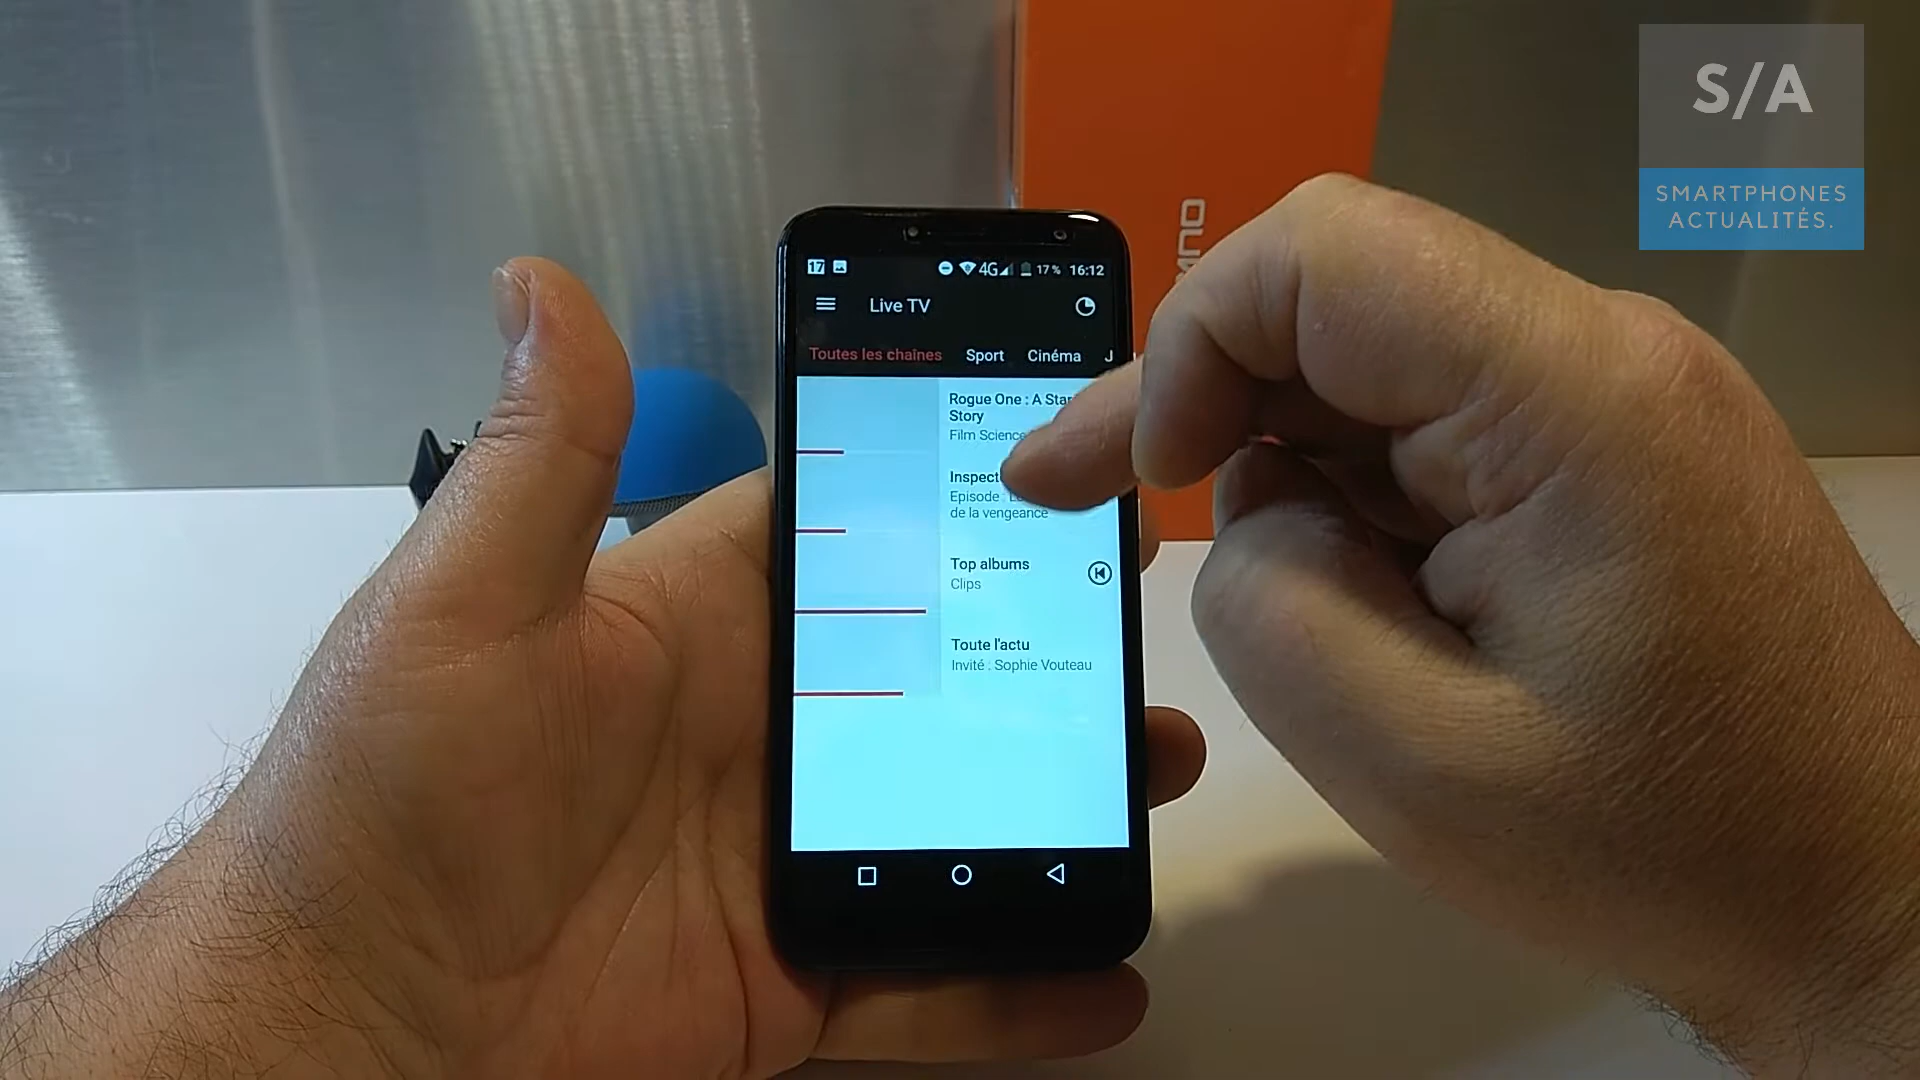 S/A
SMARTPHONES
ACTUALITÉS.
17
4G
17 %
16:12
Live TV
Toutes les chaînes
Sport
Cinéma
J
Rogue One : A Star
Story
Film Science
Episode :
de la vengeance
Top albums
Clips
Toute l'actu
Invité : Sophie Vouteau